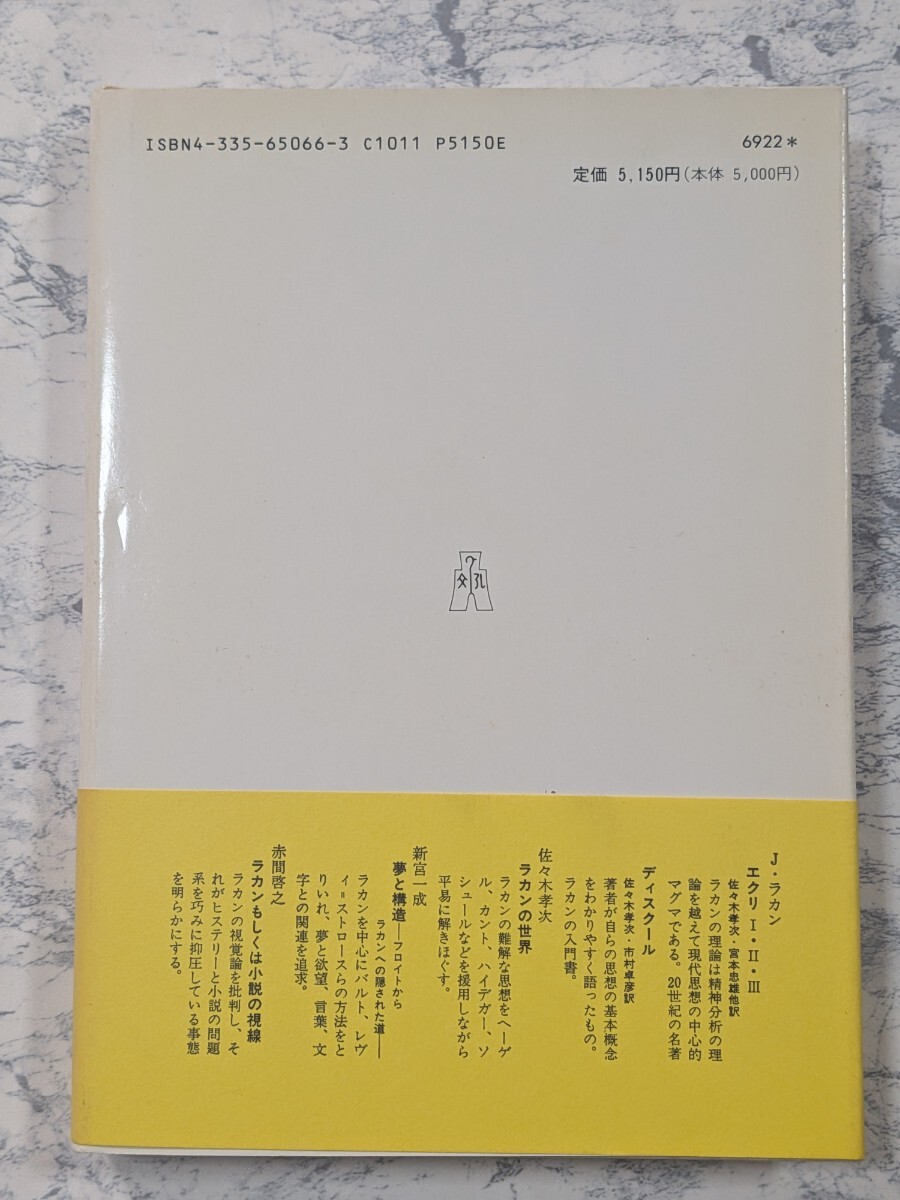 ISBN4-335-65066-3 C1011 P5150E
6922*
定価 5,150円(本体 5,000円)
J・ラカン
エクリ Ⅰ・Ⅱ・Ⅲ
佐々木孝次・宮本忠雄他訳
ラカンの理論は精神分析の理
論を越えて現代思想の中心的
マグマである。20世紀の名著
ディスクール
佐々木孝次・市村卓彦訳
著者が自らの思想の基本概念
をわかりやすく語ったもの。
ラカンの入門書。
佐々木孝次
ラカンの世界
ラカンの難解な思想をヘーゲ
ル、カント、ハイデガー、ソ
シュールなどを援用しながら
平易に解きほぐす。
新宮一成
夢と構造──フロイトから
ラカンへの隠された道──
ラカンを中心にバルト、レヴ
ィ＝ストロースらの方法をと
りいれ、夢と欲望、言葉、文
字との関連を追求。
赤間啓之
ラカンもしくは小説の視線
ラカンの視覚論を批判し、そ
れがヒステリーと小説の問題
系を巧みに抑圧している事態
を明らかにする。